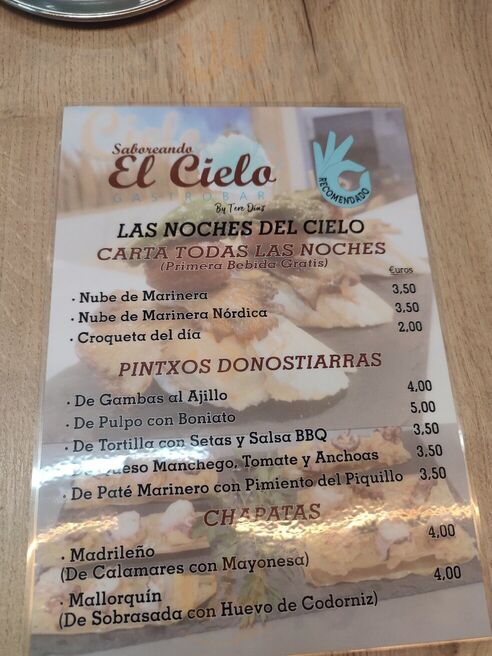 Saboreando
El Cielo
GASTROBAR
By Tere Díaz
RECOMENDADO
LAS NOCHES DEL CIELO
CARTA TODAS LAS NOCHES
(Primera Bebida Gratis)
€uros
· Nube de Marinera 3,50
· Nube de Marinera Nórdica 3,50
· Croqueta del día 2,00
PINTXOS DONOSTIARRAS
· De Gambas al Ajillo 4,00
· De Pulpo con Boniato 5,00
· De Tortilla con Setas y Salsa BBQ 3,50
· De Queso Manchego, Tomate y Anchoas 3,50
· De Paté Marinero con Pimiento del Piquillo 3,50
CHAPATAS
· Madrileño 4,00
(De Calamares con Mayonesa)
· Mallorquín 4,00
(De Sobrasada con Huevo de Codorniz)